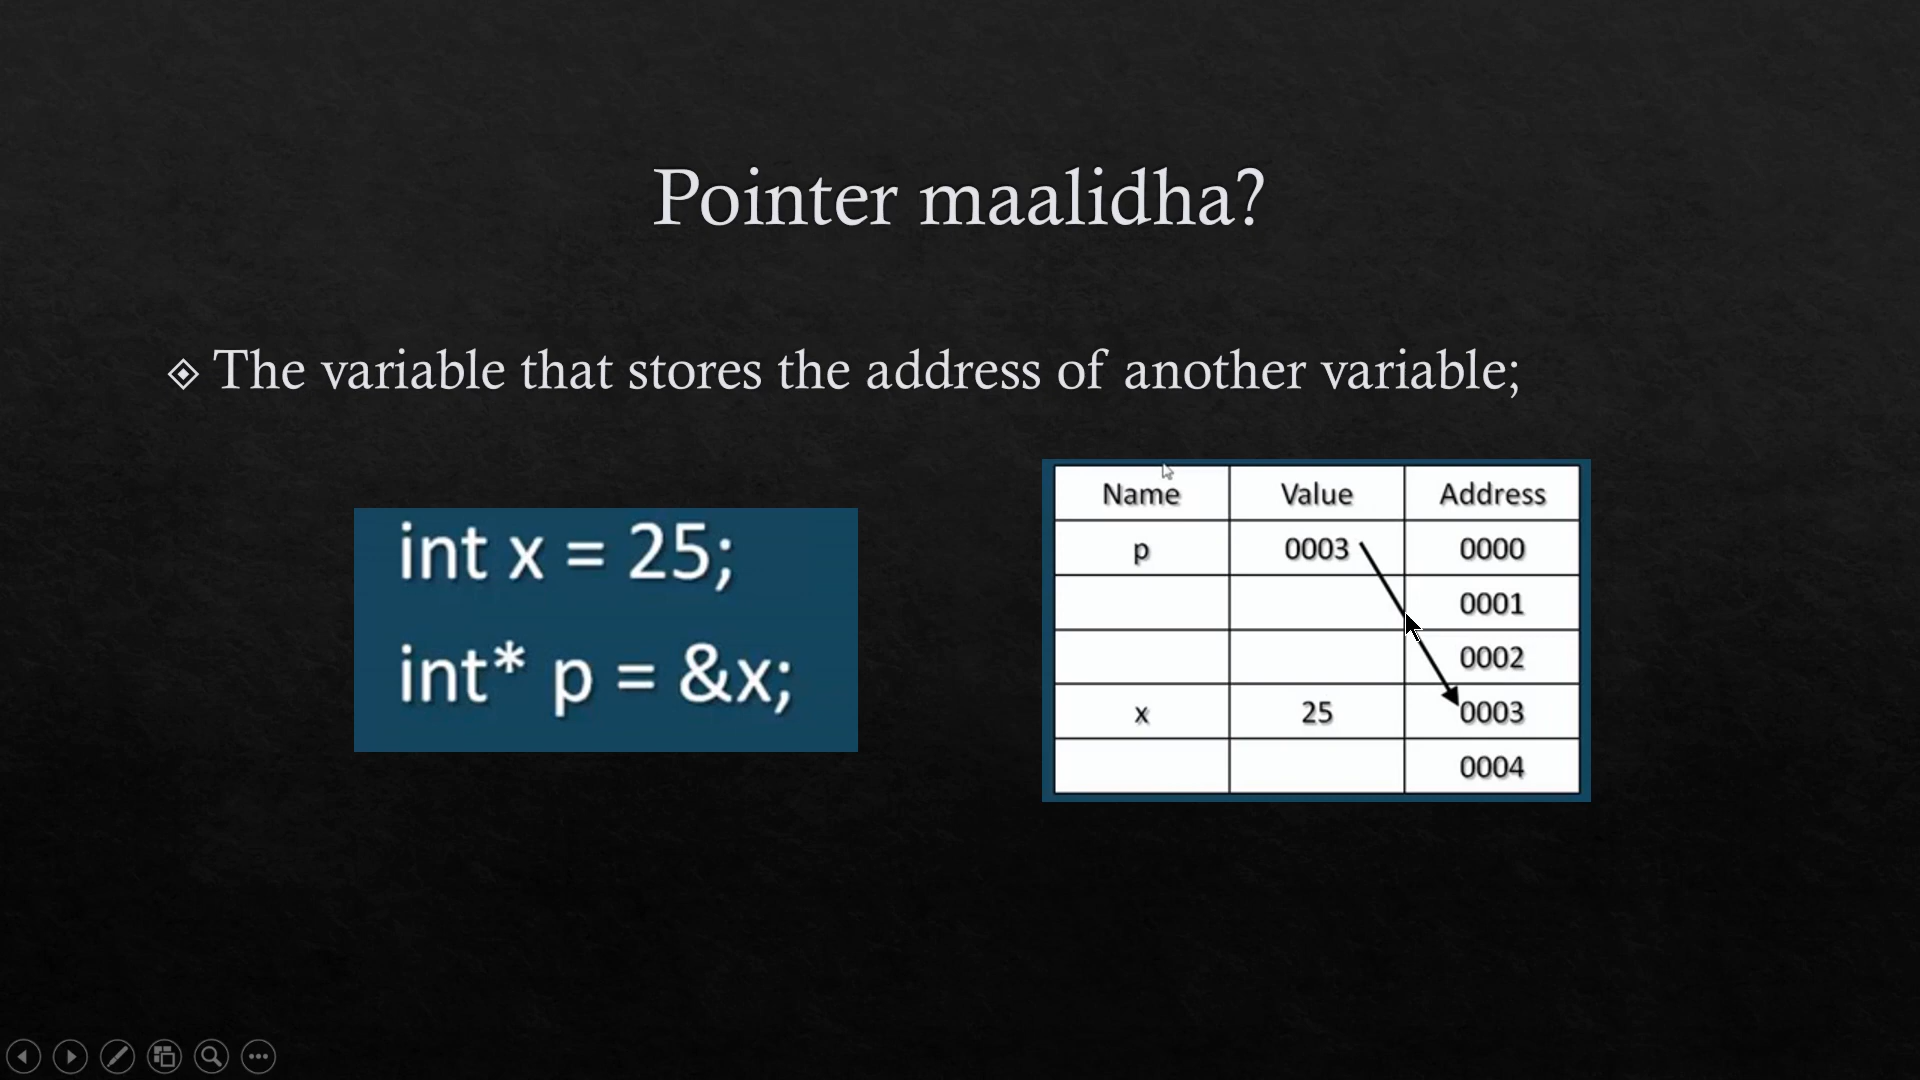 Pointer maalidha?
The variable that stores the address of another variable;
int x = 25;
int* p = &x;
Name Value Address
p 0003 0000
0001
0002
x 25 0003
0004